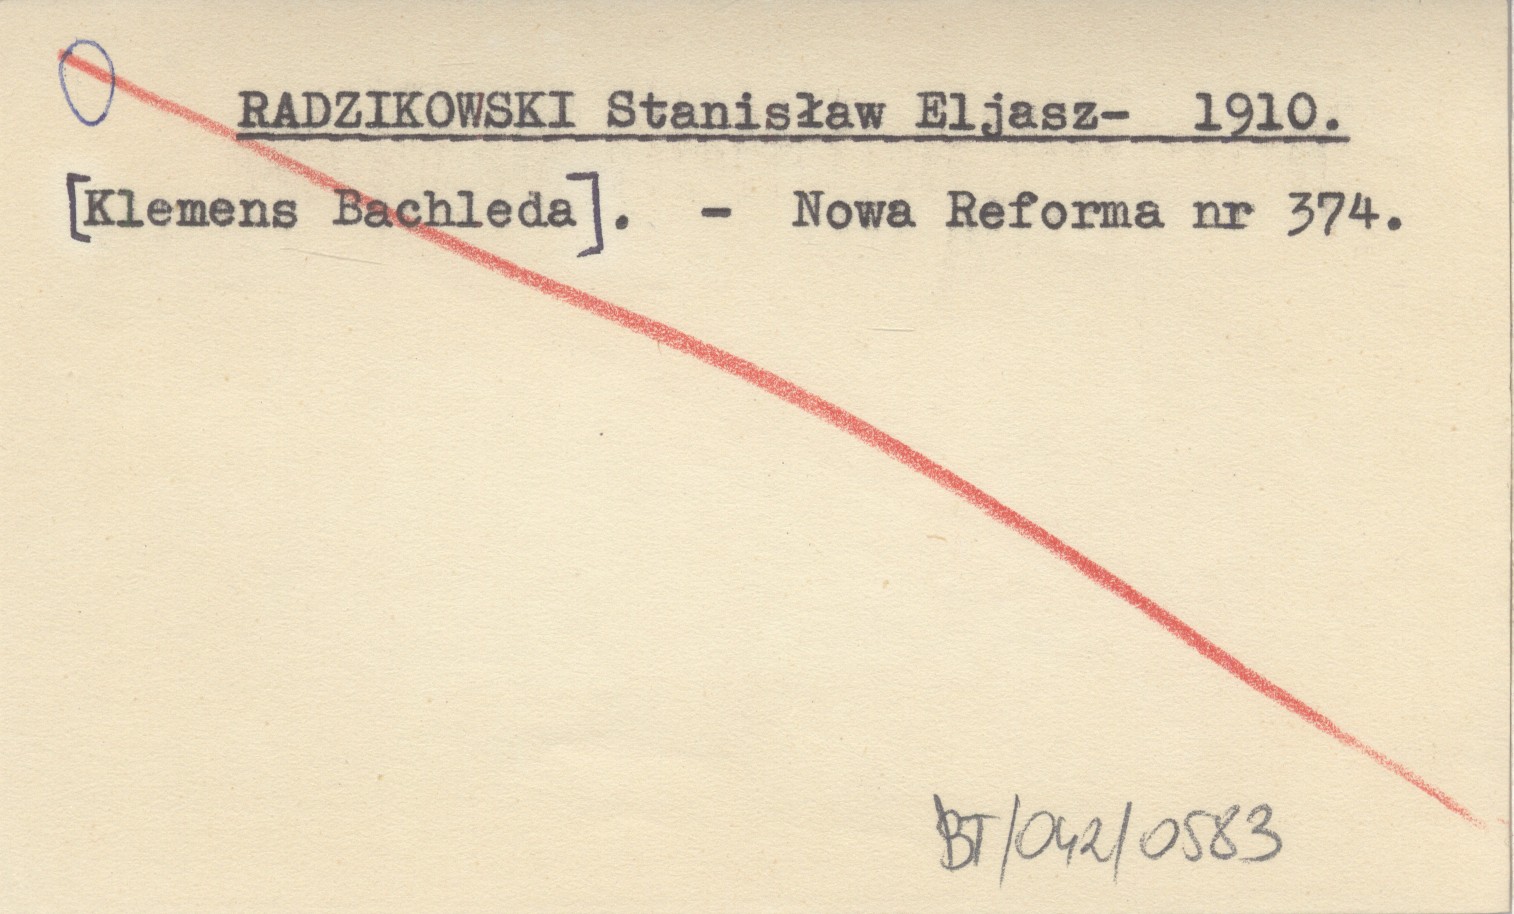 RADZIKOWSKI Stanisław Eljasz- 1910.
[Klemens Bachleda]. - Nowa Reforma nr 374.
BT/042/0583